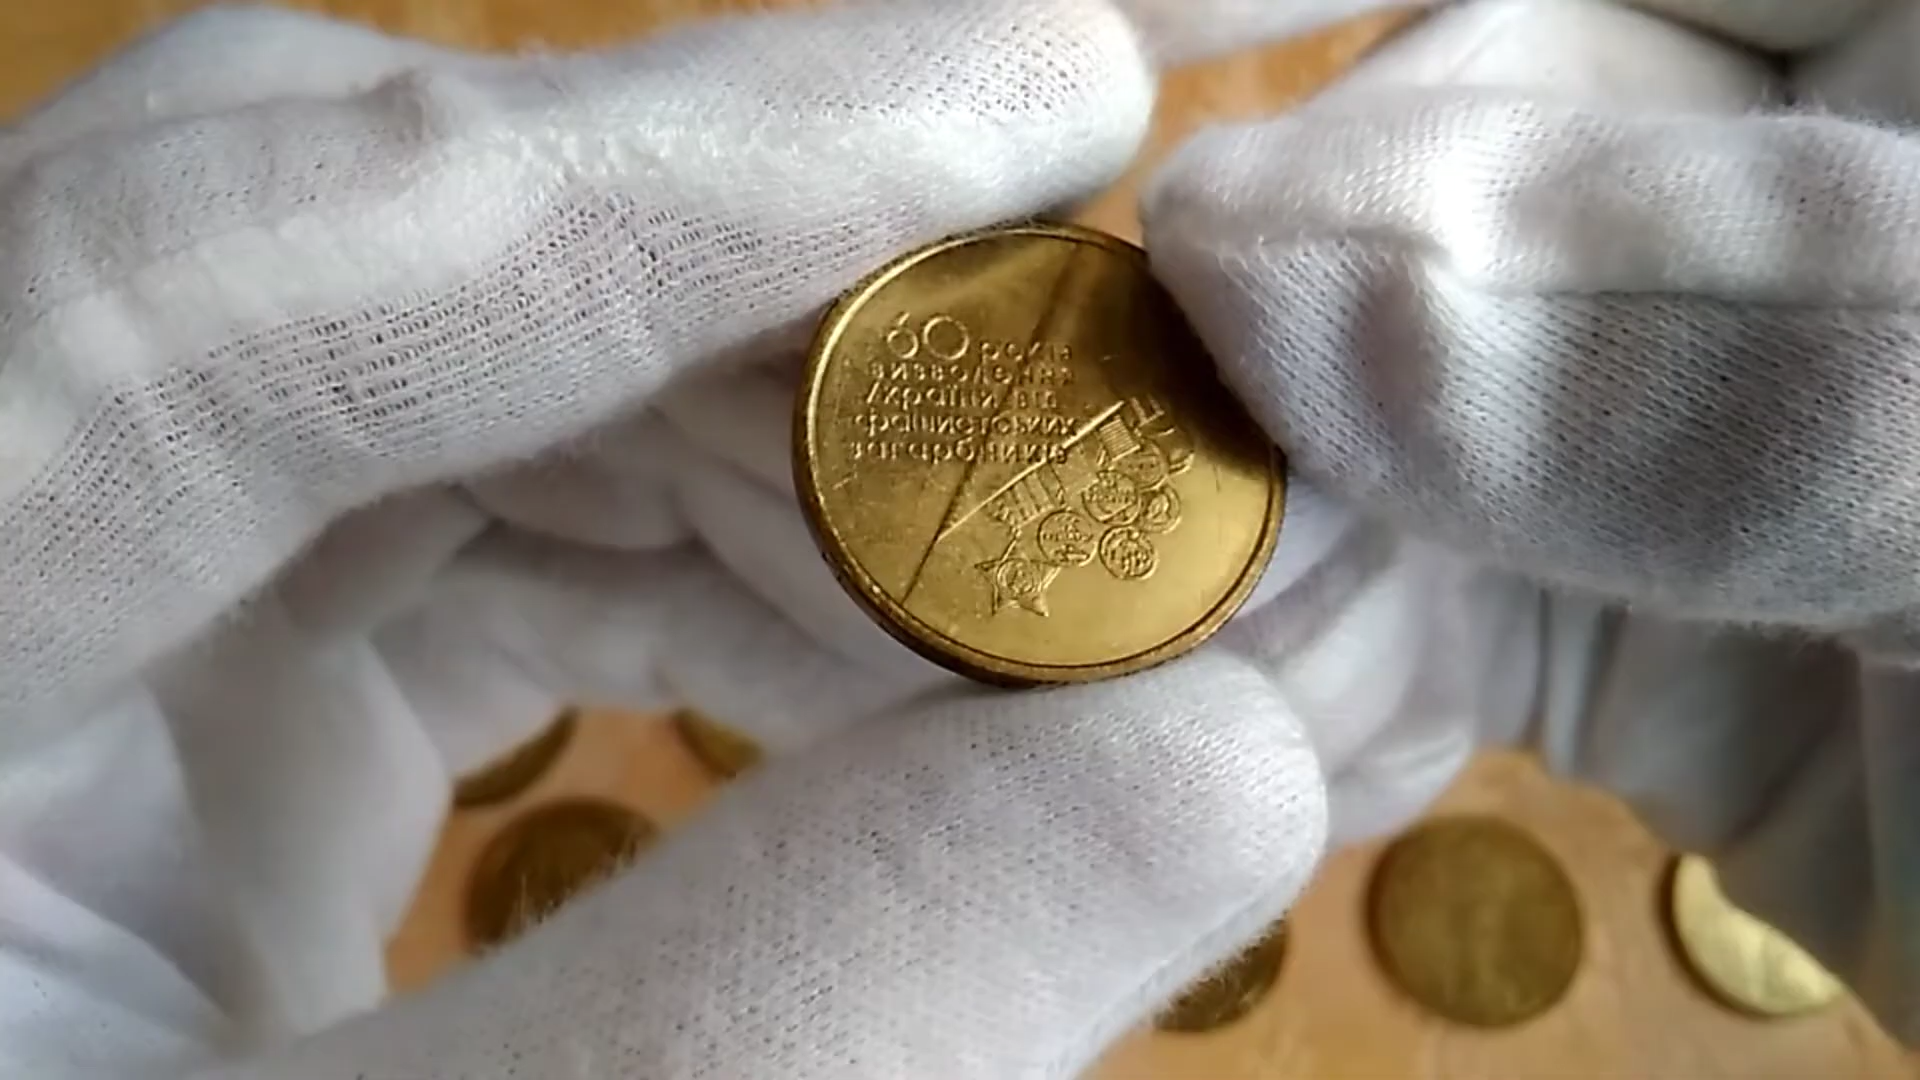 60 років
визволення
України від
фашистських
загарбників